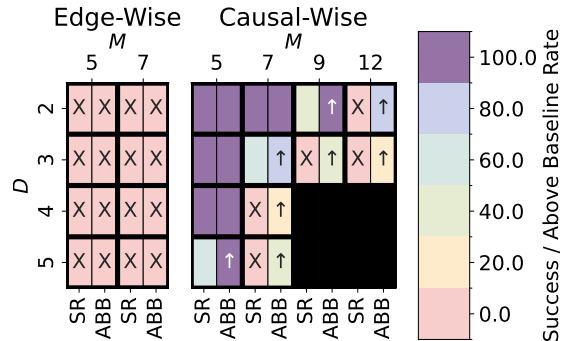 Edge-Wise Causal-Wise
M M
5 7 5 7 9 12
2 X X X X ↑ X ↑
3 X X X X ↑ X ↑ X ↑
4 X X X X X ↑
5 X X X X ↑ X ↑
D
SR ABB SR ABB SR ABB SR ABB SR ABB SR ABB
100.0
80.0
60.0
40.0
20.0
0.0
Success / Above Baseline Rate